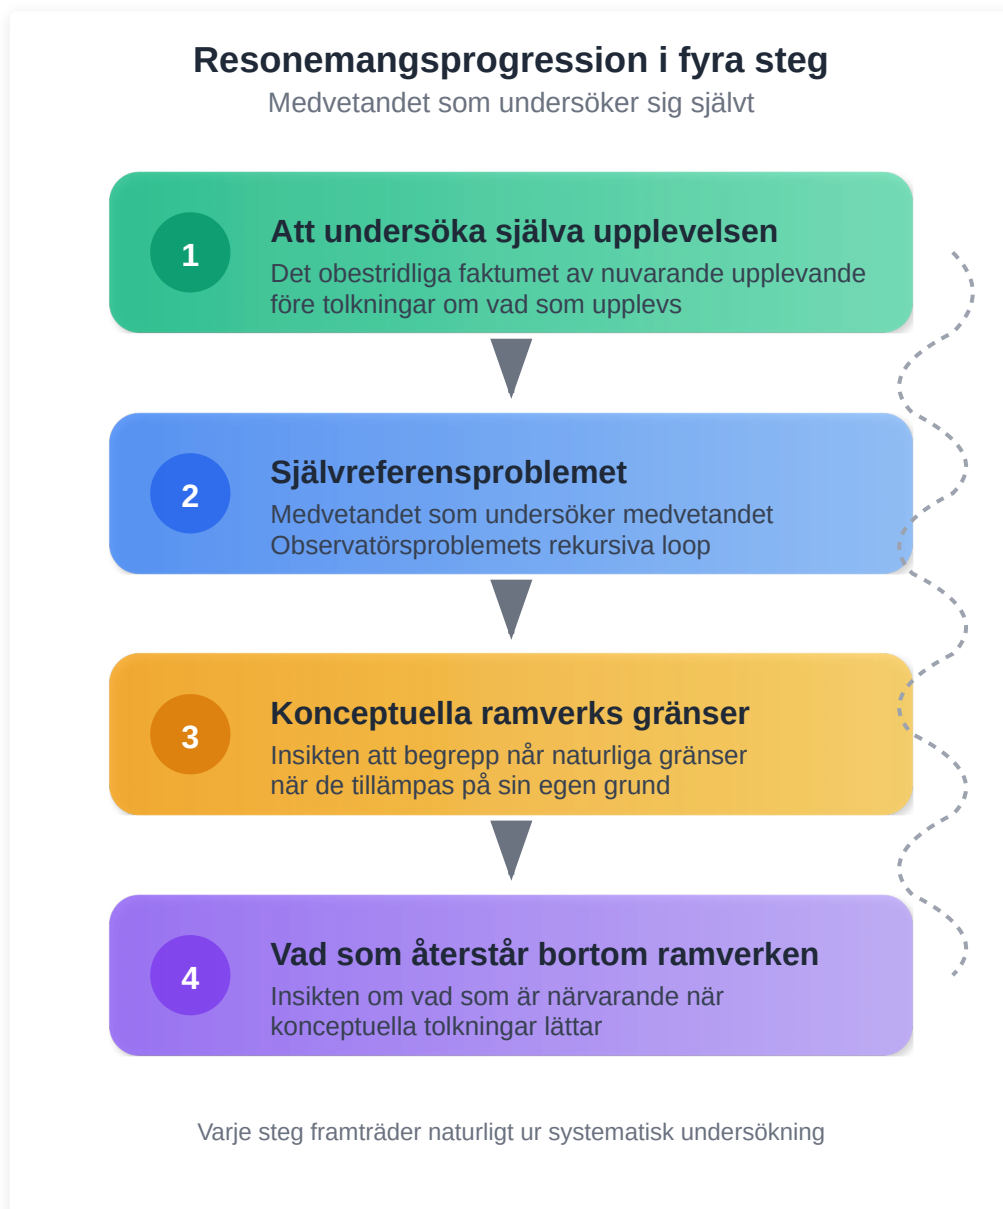 Resonemangsprogression i fyra steg
Medvetandet som undersöker sig självt
1
Att undersöka själva upplevelsen
Det obestridliga faktumet av nuvarande upplevande
före tolkningar om vad som upplevs
2
Självreferensproblemet
Medvetandet som undersöker medvetandet
Observatörsproblemets rekursiva loop
3
Konceptuella ramverks gränser
Insikten att begrepp når naturliga gränser
när de tillämpas på sin egen grund
4
Vad som återstår bortom ramverken
Insikten om vad som är närvarande när
konceptuella tolkningar lättar
Varje steg framträder naturligt ur systematisk undersökning